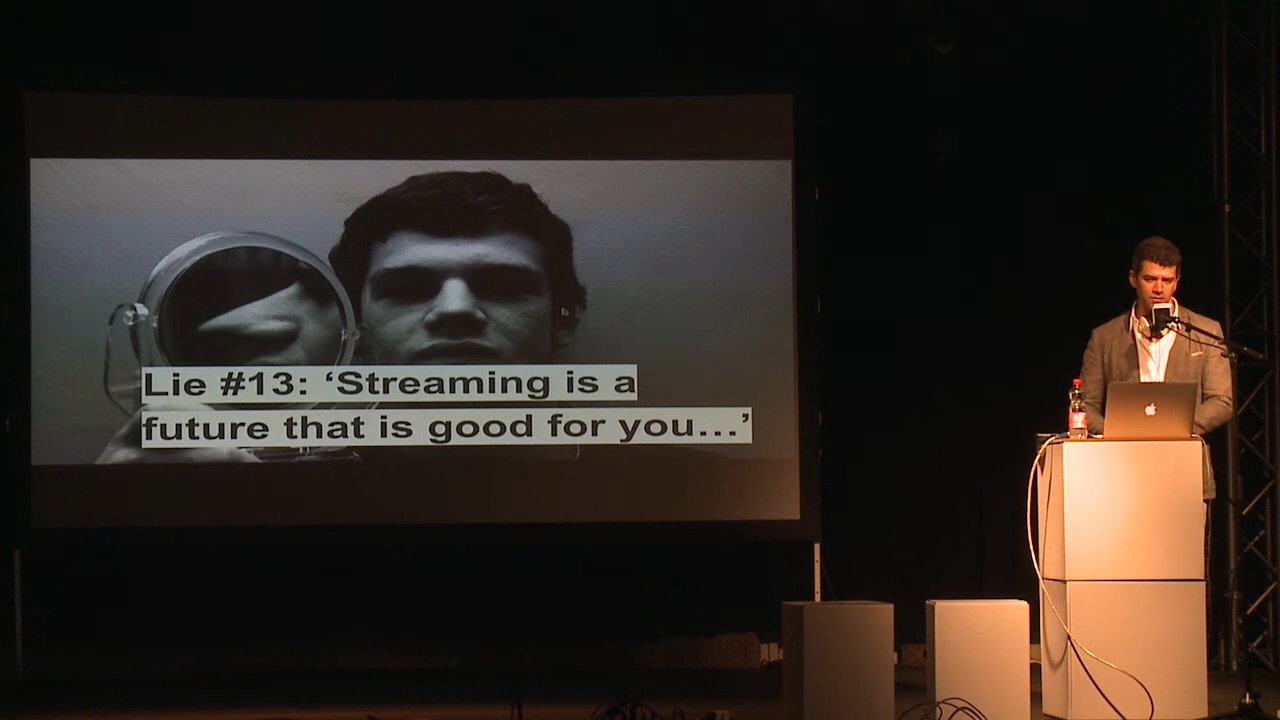 Lie #13: ‘Streaming is a
future that is good for you...’